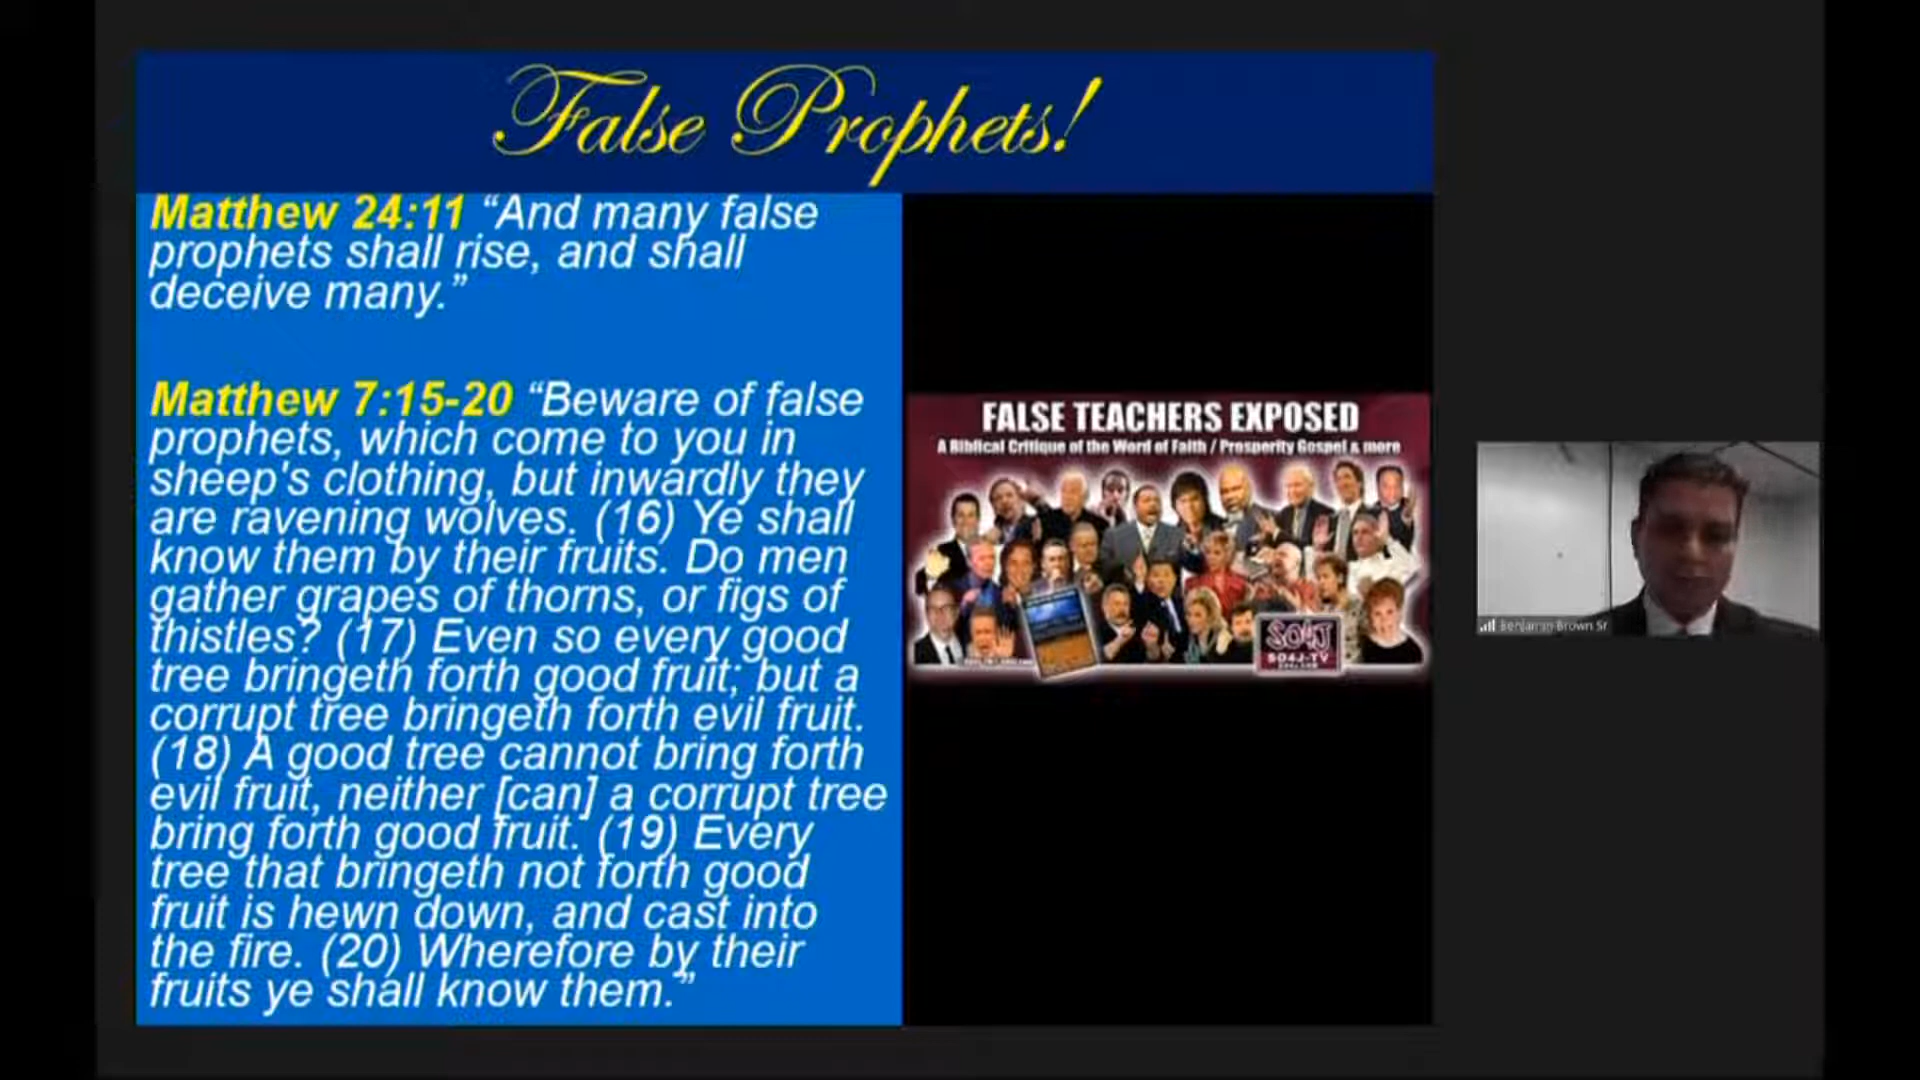 False Prophets!
Matthew 24:11 “And many false
prophets shall rise, and shall
deceive many.”
Matthew 7:15-20 “Beware of false
prophets, which come to you in
sheep's clothing, but inwardly they
are ravening wolves. (16) Ye shall
know them by their fruits. Do men
gather grapes of thorns, or figs of
thistles? (17) Even so every good
tree bringeth forth good fruit; but a
corrupt tree bringeth forth evil fruit.
(18) A good tree cannot bring forth
evil fruit, neither [can] a corrupt tree
bring forth good fruit. (19) Every
tree that bringeth not forth good
fruit is hewn down, and cast into
the fire. (20) Wherefore by their
fruits ye shall know them.”
FALSE TEACHERS EXPOSED
A Biblical Critique of the Word of Faith / Prosperity Gospel & more
SO4J
SO4J-TV
Benjamin Brown Sr